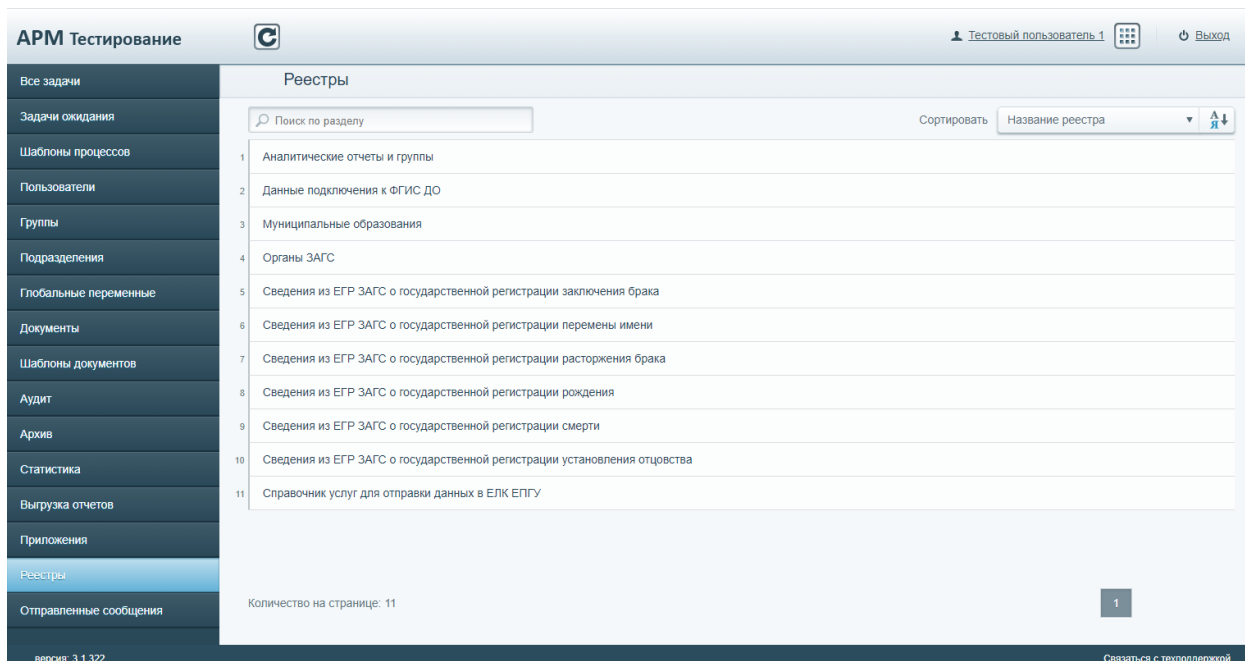 АРМ Тестирование
Тестовый пользователь 1
Выход
Все задачи
Задачи ожидания
Шаблоны процессов
Пользователи
Группы
Подразделения
Глобальные переменные
Документы
Шаблоны документов
Аудит
Архив
Статистика
Выгрузка отчетов
Приложения
Реестры
Отправленные сообщения
версия: 3.1.322
Реестры
Поиск по разделу
Сортировать Название реестра А Я
1 Аналитические отчеты и группы
2 Данные подключения к ФГИС ДО
3 Муниципальные образования
4 Органы ЗАГС
5 Сведения из ЕГР ЗАГС о государственной регистрации заключения брака
6 Сведения из ЕГР ЗАГС о государственной регистрации перемены имени
7 Сведения из ЕГР ЗАГС о государственной регистрации расторжения брака
8 Сведения из ЕГР ЗАГС о государственной регистрации рождения
9 Сведения из ЕГР ЗАГС о государственной регистрации смерти
10 Сведения из ЕГР ЗАГС о государственной регистрации установления отцовства
11 Справочник услуг для отправки данных в ЕЛК ЕПГУ
Количество на странице: 11
1
Связаться с техподдержкой